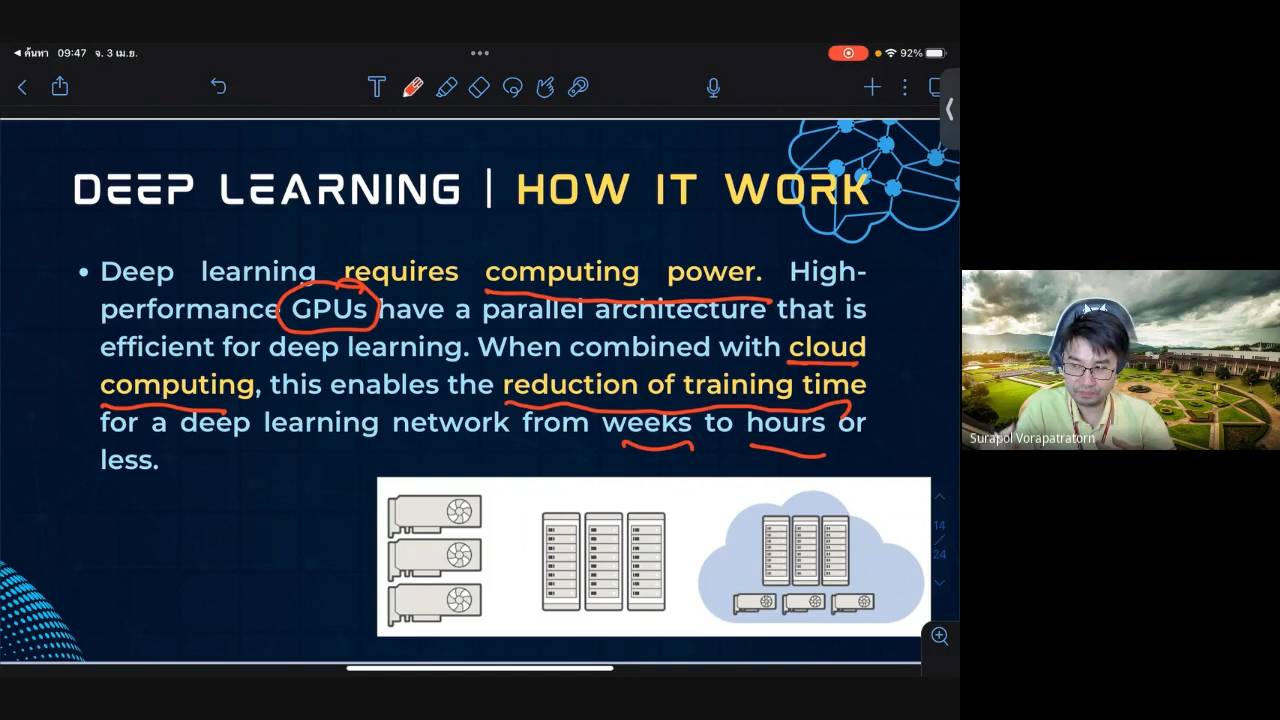 ค้นหา 09:47 จ. 3 เม.ย. 92%
DEEP LEARNING | HOW IT WORK
• Deep learning requires computing power. High-
performance GPUs have a parallel architecture that is
efficient for deep learning. When combined with cloud
computing, this enables the reduction of training time
for a deep learning network from weeks to hours or
less.
14
/
24
Surapol Vorapatratorn